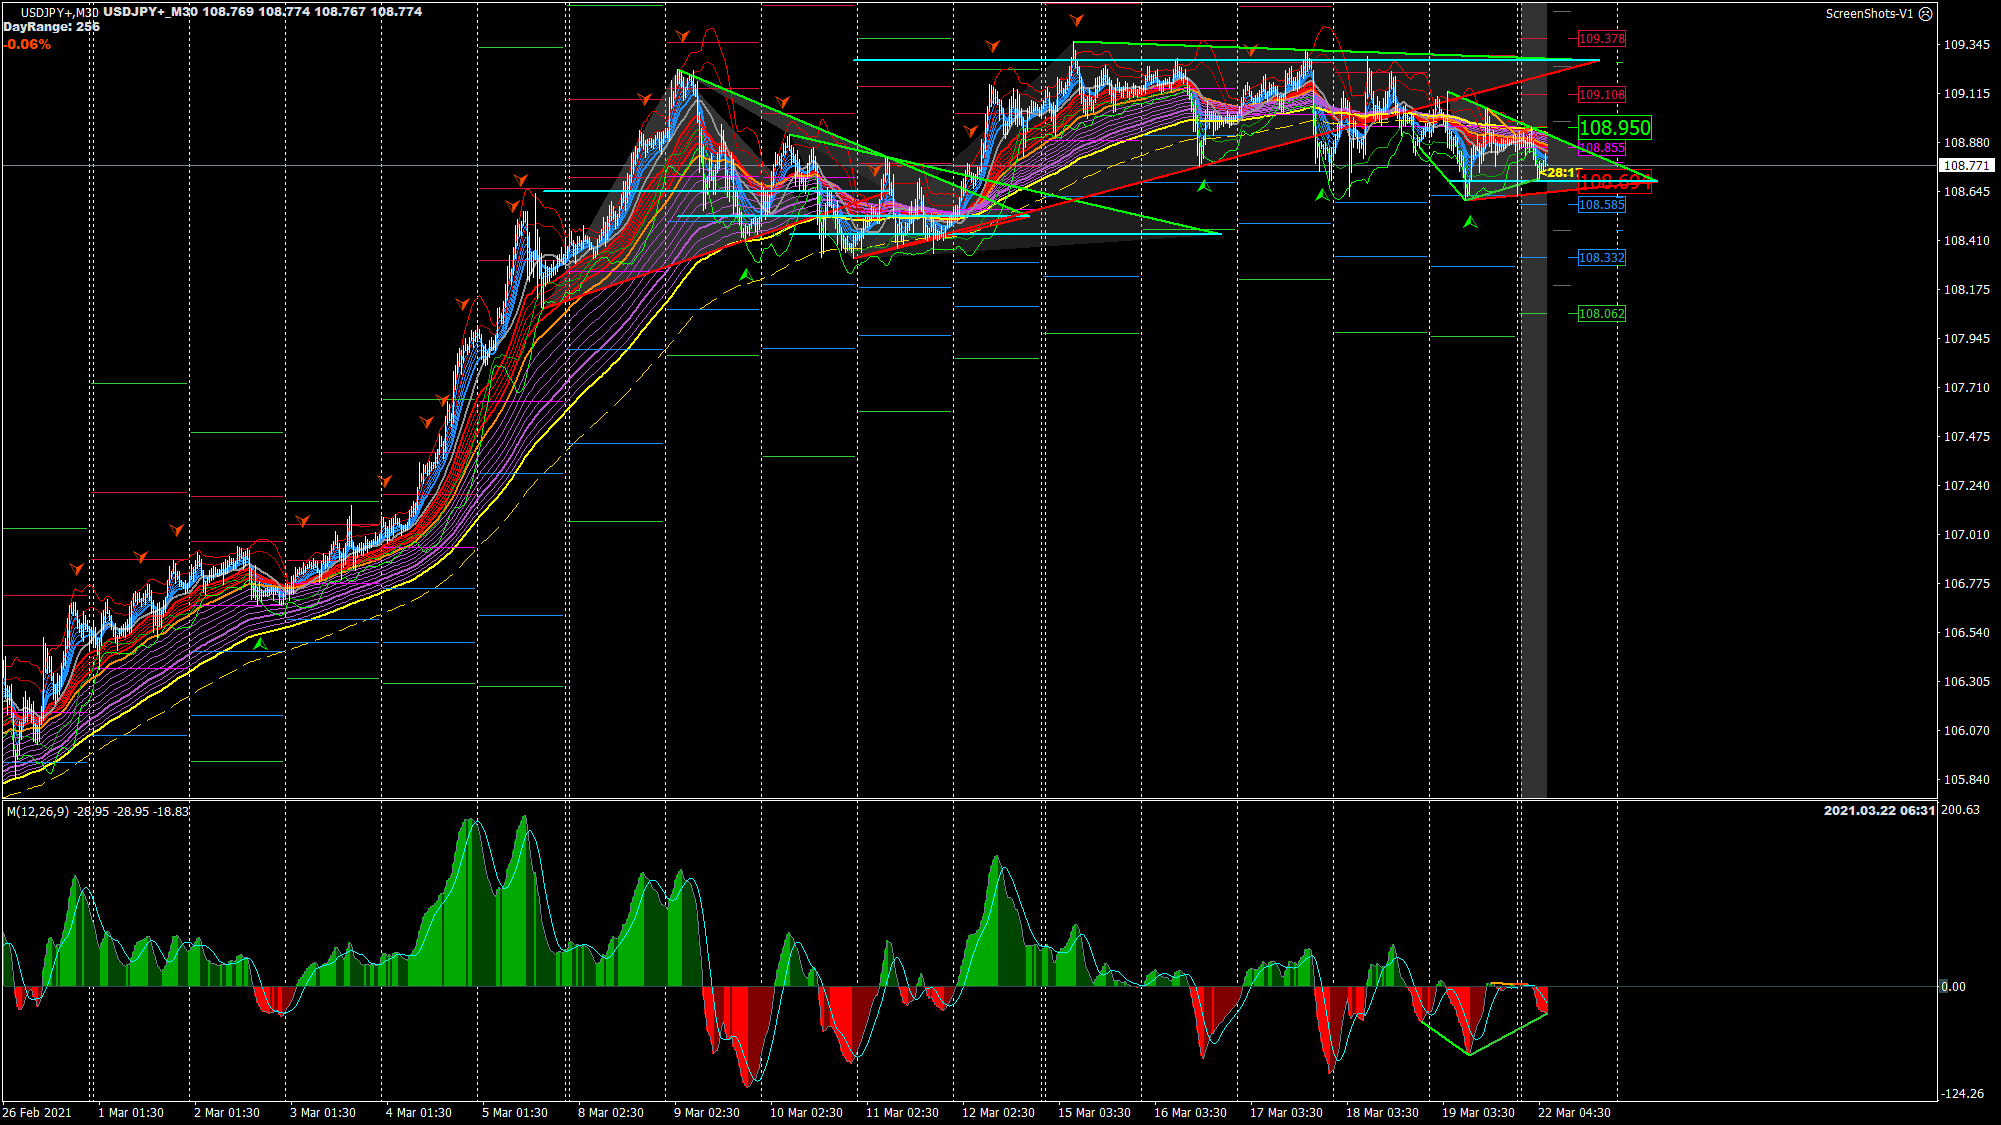 USDJPY+,M30 USDJPY+_M30 108.769 108.774 108.767 108.774
DayRange: 256
-0.06%
ScreenShots-V1
109.378
109.108
108.950
108.855
108.691
108.585
108.332
108.062
109.345
109.115
108.880
108.771
108.645
108.410
108.175
107.945
107.710
107.475
107.240
107.010
106.775
106.540
106.305
106.070
105.840
M(12,26,9) -28.95 -28.95 -18.83
2021.03.22 06:31
200.63
0.00
-124.26
26 Feb 2021
1 Mar 01:30
2 Mar 01:30
3 Mar 01:30
4 Mar 01:30
5 Mar 01:30
8 Mar 02:30
9 Mar 02:30
10 Mar 02:30
11 Mar 02:30
12 Mar 02:30
15 Mar 03:30
16 Mar 03:30
17 Mar 03:30
18 Mar 03:30
19 Mar 03:30
22 Mar 04:30